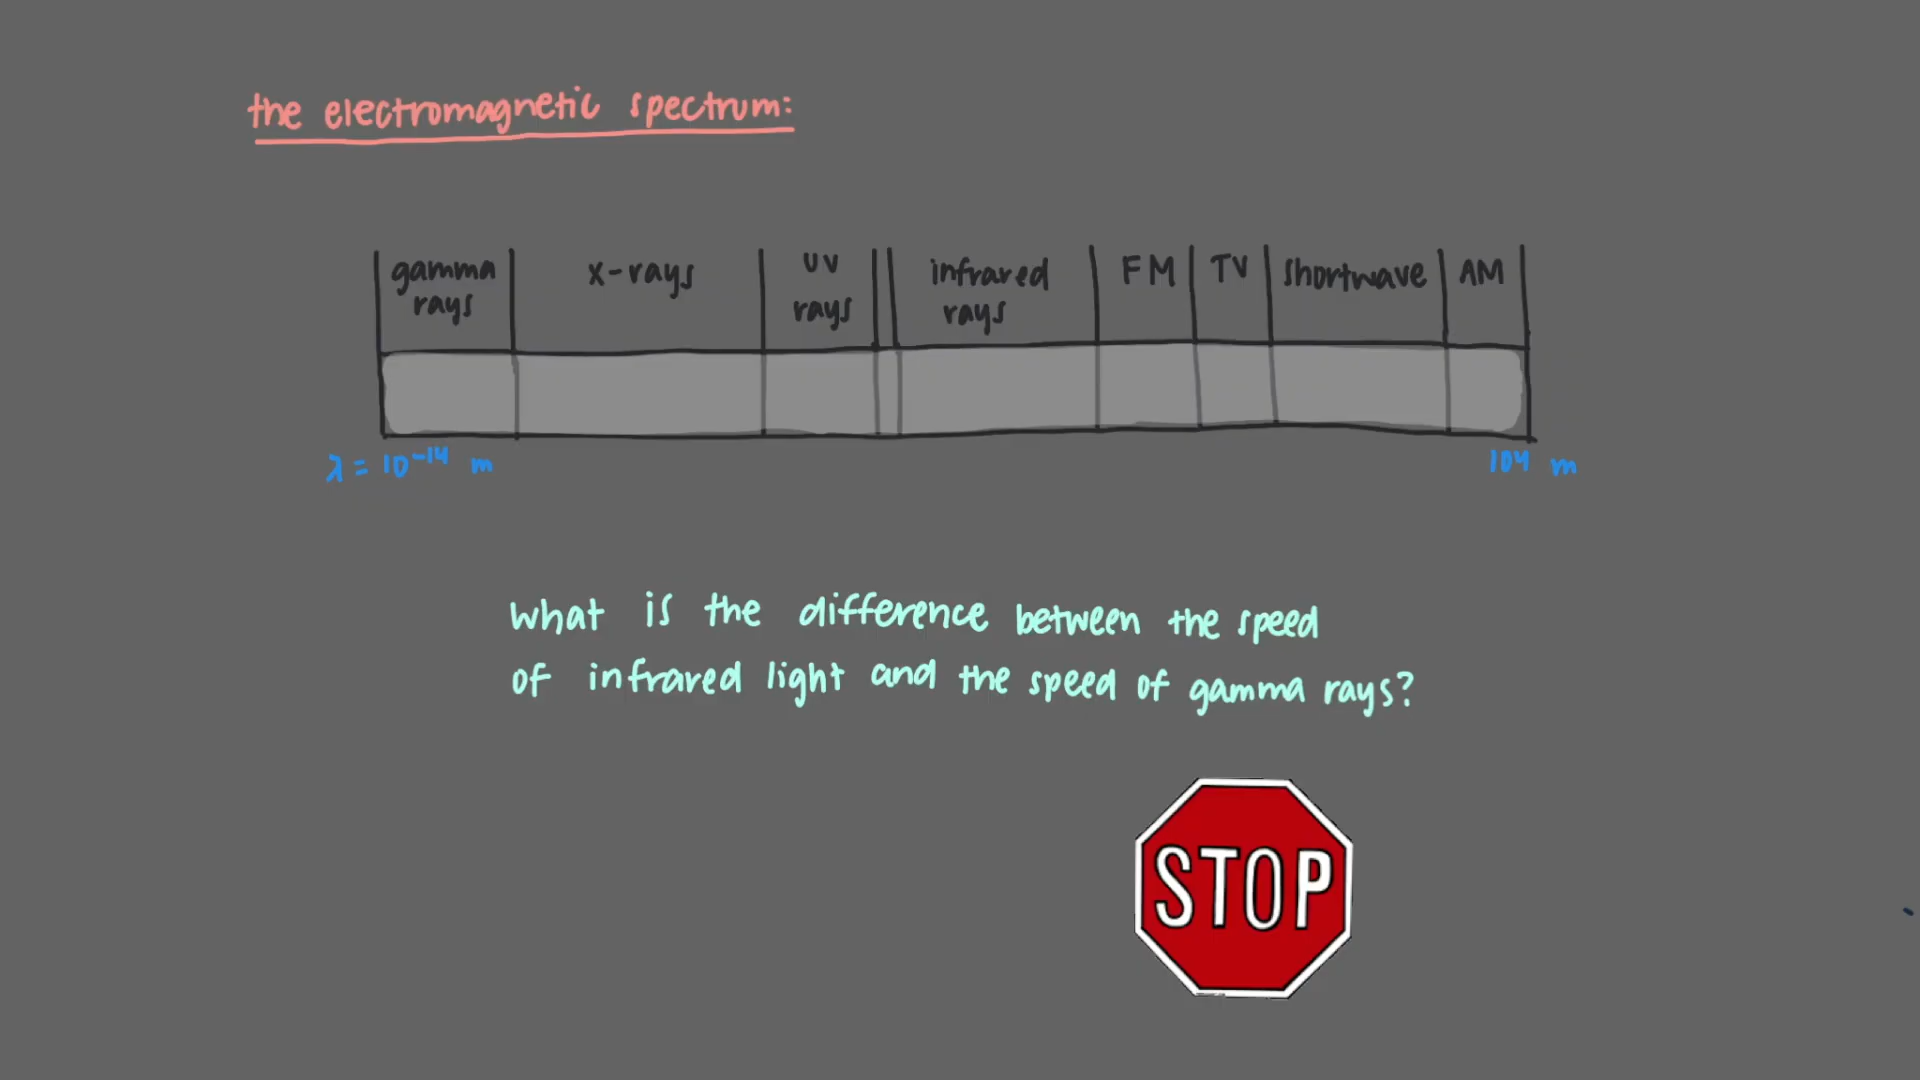 the electromagnetic spectrum:
gamma rays
x-rays
UV rays
infrared rays
FM
TV
shortwave
AM
λ = 10⁻¹⁴ m
104 m
What is the difference between the speed
of infrared light and the speed of gamma rays?
STOP